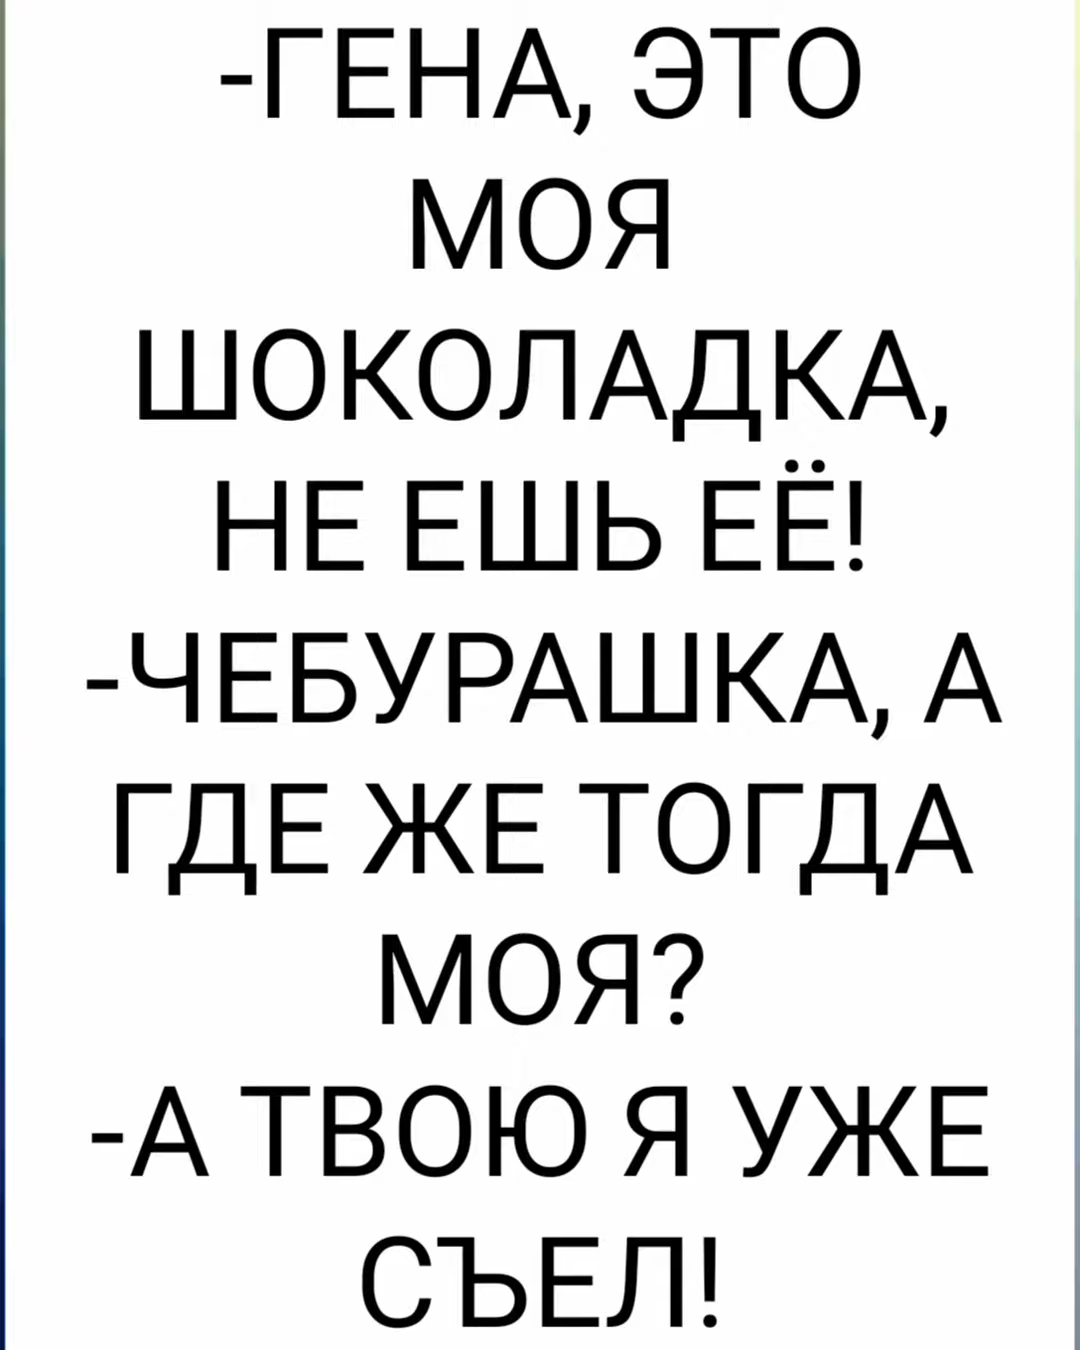 -ГЕНА, ЭТО
МОЯ
ШОКОЛАДКА,
НЕ ЕШЬ ЕЁ!
-ЧЕБУРАШКА, А
ГДЕ ЖЕ ТОГДА
МОЯ?
-А ТВОЮ Я УЖЕ
СЪЕЛ!